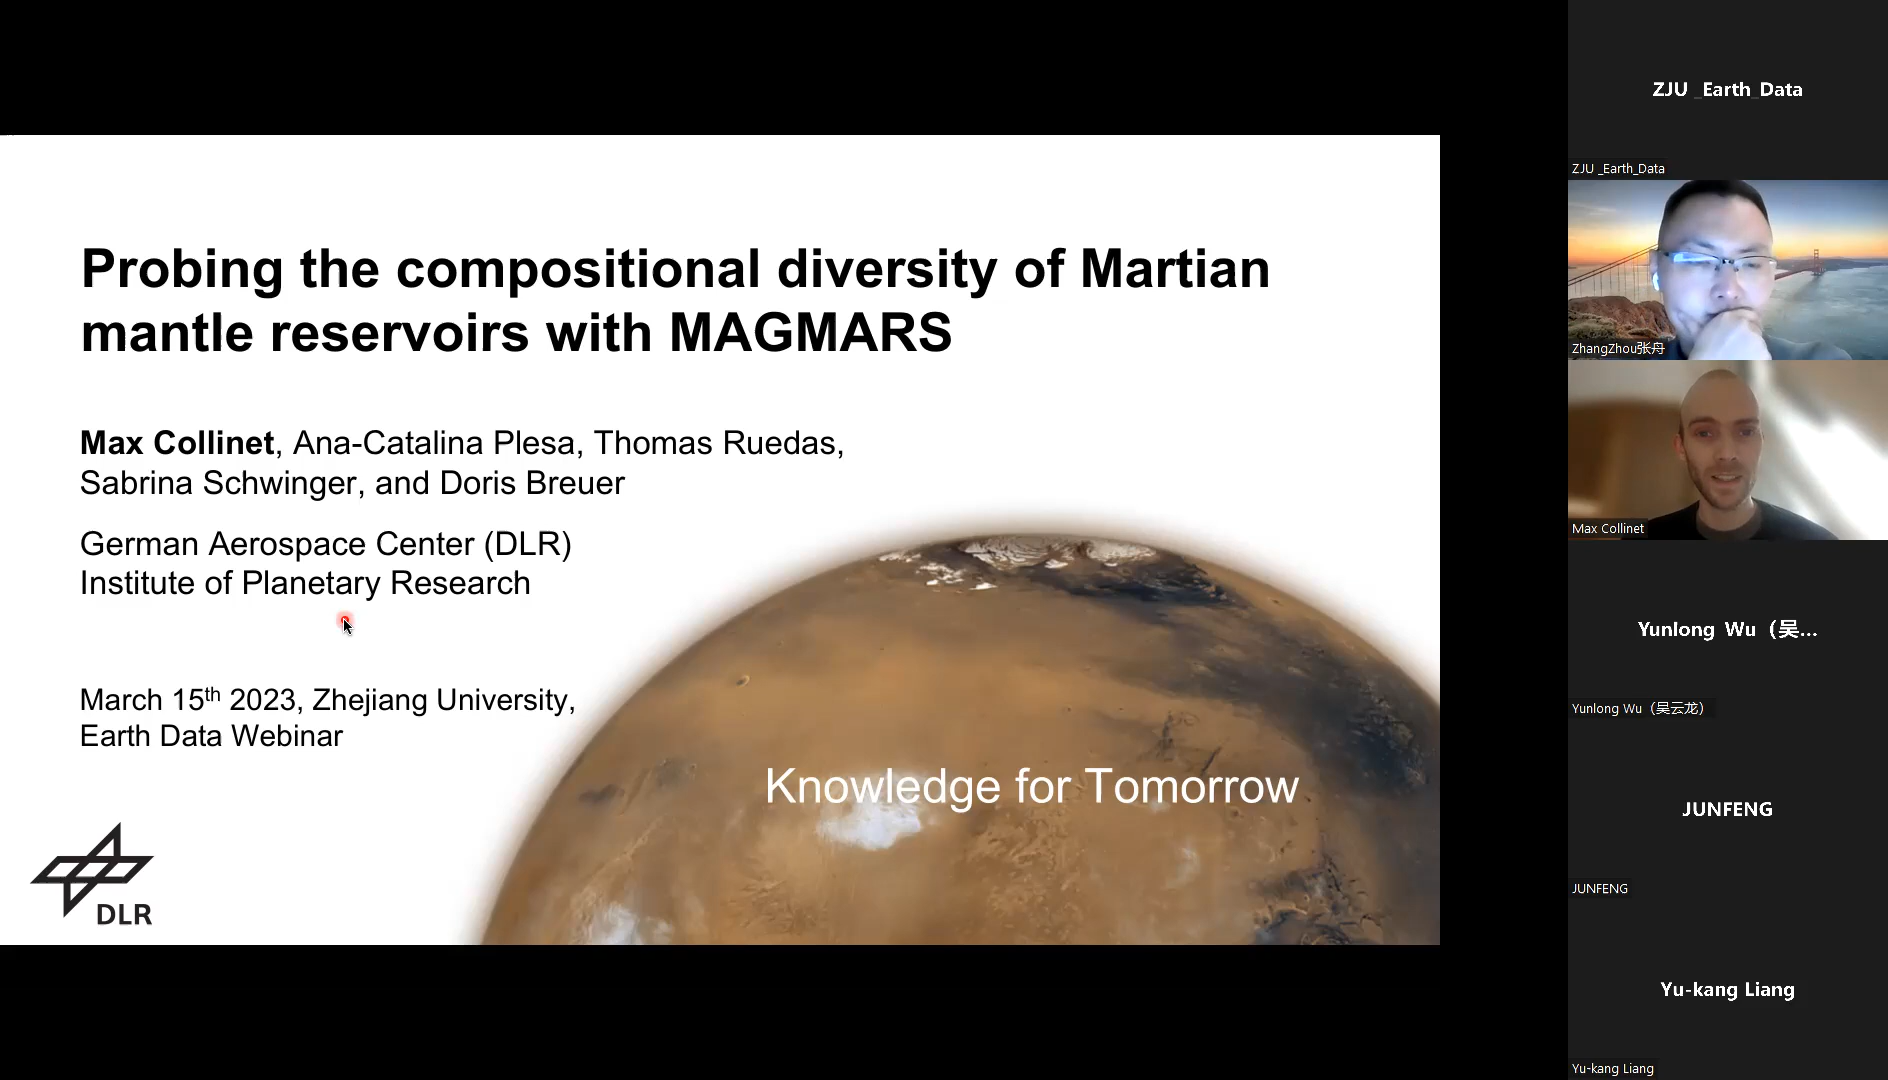 Probing the compositional diversity of Martian
mantle reservoirs with MAGMARS
Max Collinet, Ana-Catalina Plesa, Thomas Ruedas,
Sabrina Schwinger, and Doris Breuer
German Aerospace Center (DLR)
Institute of Planetary Research
March 15th 2023, Zhejiang University,
Earth Data Webinar
Knowledge for Tomorrow
DLR
ZJU _Earth_Data
ZJU _Earth_Data
ZhangZhou张舟
Max Collinet
Yunlong Wu（吴...
Yunlong Wu（吴云龙）
JUNFENG
JUNFENG
Yu-kang Liang
Yu-kang Liang